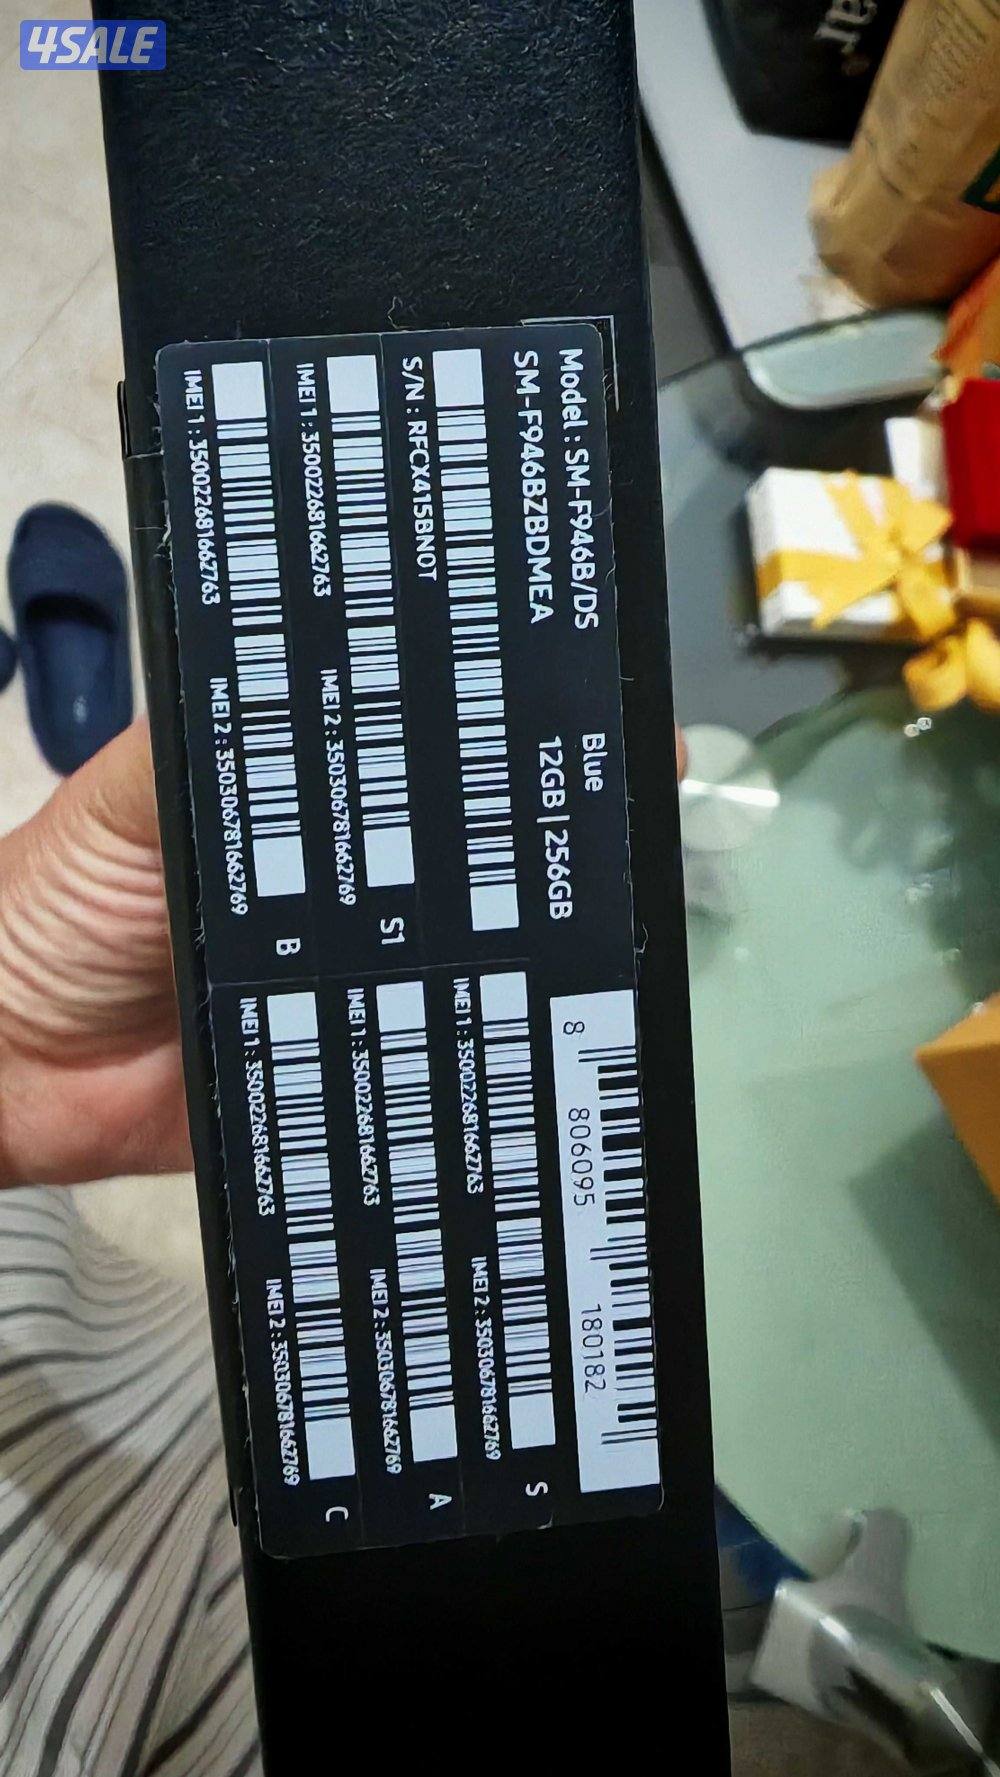 4SALE
ar
Model : SM-F946B/DS Blue
SM-F946BZBDMEA 12GB | 256GB
S/N : RFCX415BN0T
IMEI 1 : 350022681662763 IMEI 2 : 350306781662769 S1
IMEI 1 : 350022681662763 IMEI 2 : 350306781662769 B
8 806095 180182
IMEI 1 : 350022681662763 IMEI 2 : 350306781662769 S
IMEI 1 : 350022681662763 IMEI 2 : 350306781662769 A
IMEI 1 : 350022681662763 IMEI 2 : 350306781662769 C